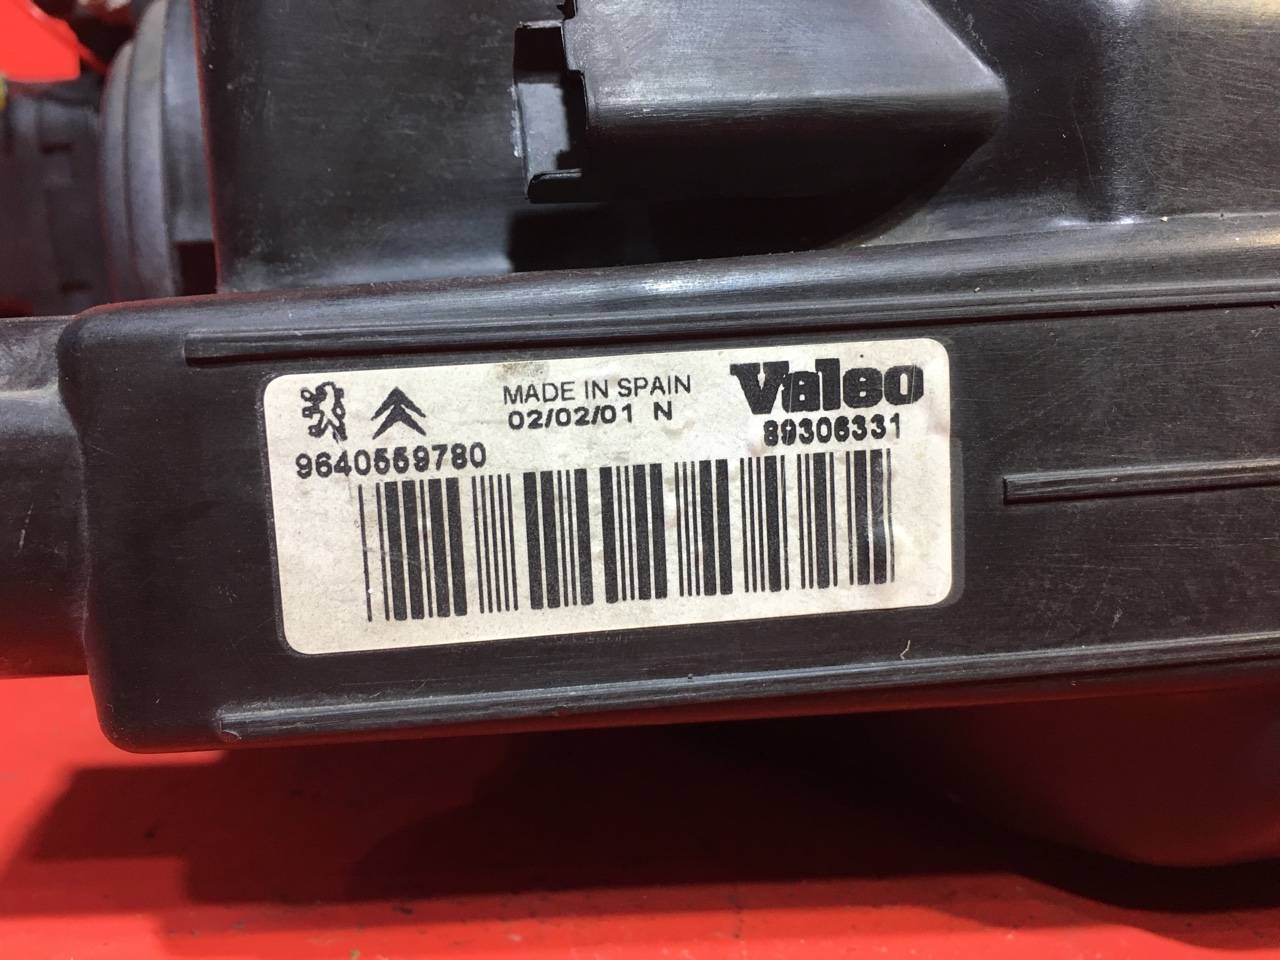 MADE IN SPAIN
02/02/01 N
Valeo
89306331
9640559780